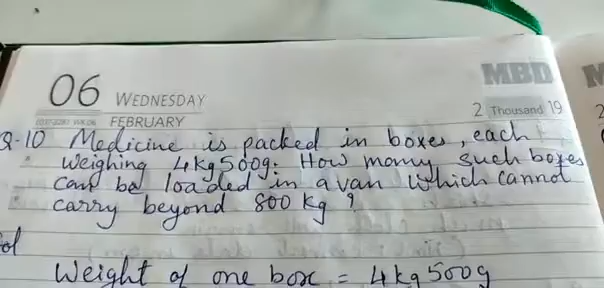 MBD
06 WEDNESDAY
FEBRUARY
2 Thousand 19
Q-10 Medicine is packed in boxes, each
weighing 4kg500g. How many such boxes
can be loaded in a van which cannot
carry beyond 800 kg?
Weight of one box = 4kg500g